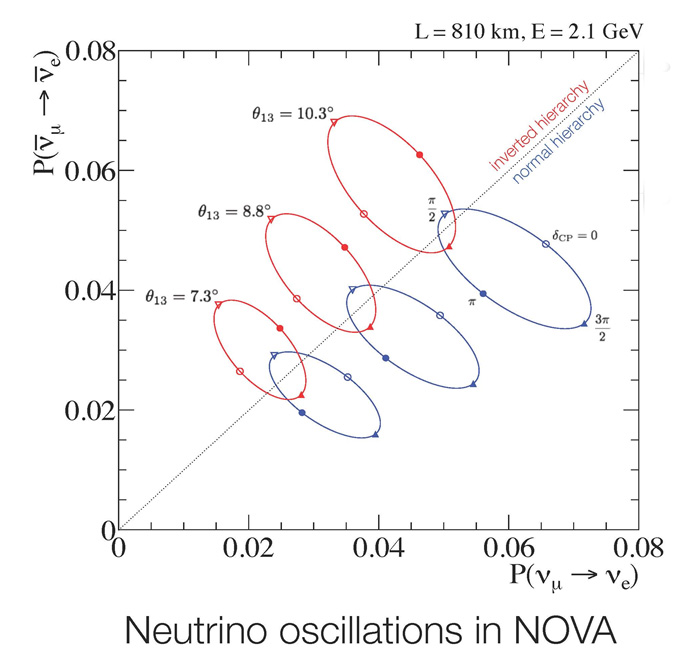 L = 810 km, E = 2.1 GeV
P(ν̄μ → ν̄e)
0.08
0.06
0.04
0.02
0
θ13 = 10.3°
θ13 = 8.8°
θ13 = 7.3°
inverted hierarchy
normal hierarchy
π/2
δCP = 0
π
3π/2
0
0.02
0.04
0.06
0.08
P(νμ → νe)
Neutrino oscillations in NOVA